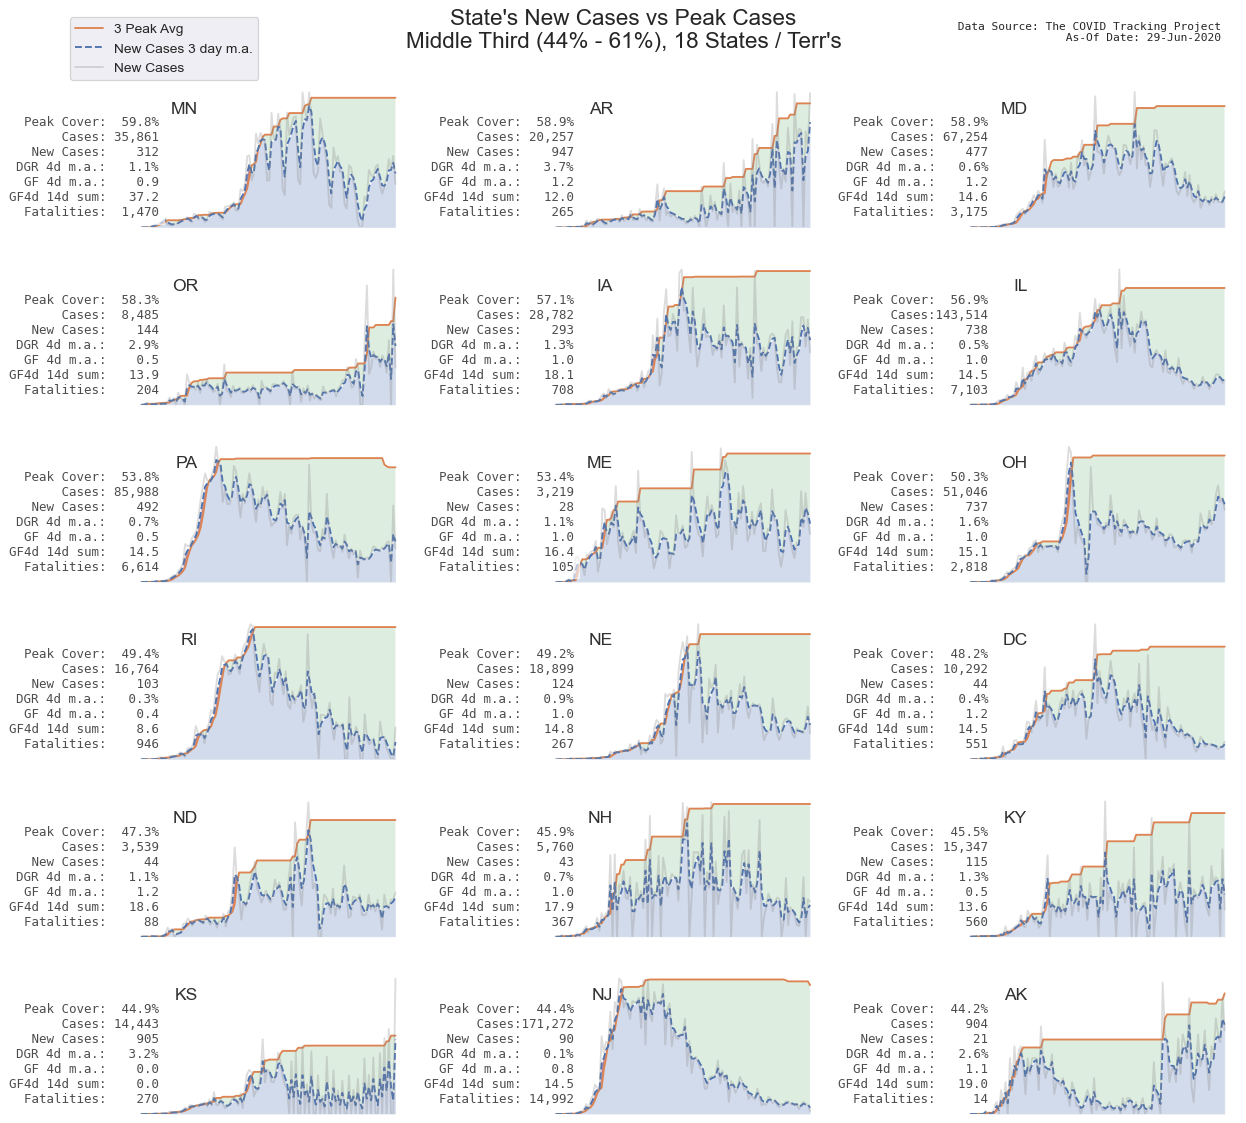 State's New Cases vs Peak Cases
Middle Third (44% - 61%), 18 States / Terr's
3 Peak Avg
New Cases 3 day m.a.
New Cases
Data Source: The COVID Tracking Project
As-Of Date: 29-Jun-2020
MN
Peak Cover: 59.8%
Cases: 35,861
New Cases: 312
DGR 4d m.a.: 1.1%
GF 4d m.a.: 0.9
GF4d 14d sum: 37.2
Fatalities: 1,470
AR
Peak Cover: 58.9%
Cases: 20,257
New Cases: 947
DGR 4d m.a.: 3.7%
GF 4d m.a.: 1.2
GF4d 14d sum: 12.0
Fatalities: 265
MD
Peak Cover: 58.9%
Cases: 67,254
New Cases: 477
DGR 4d m.a.: 0.6%
GF 4d m.a.: 1.2
GF4d 14d sum: 14.6
Fatalities: 3,175
OR
Peak Cover: 58.3%
Cases: 8,485
New Cases: 144
DGR 4d m.a.: 2.9%
GF 4d m.a.: 0.5
GF4d 14d sum: 13.9
Fatalities: 204
IA
Peak Cover: 57.1%
Cases: 28,782
New Cases: 293
DGR 4d m.a.: 1.3%
GF 4d m.a.: 1.0
GF4d 14d sum: 18.1
Fatalities: 708
IL
Peak Cover: 56.9%
Cases:143,514
New Cases: 738
DGR 4d m.a.: 0.5%
GF 4d m.a.: 1.0
GF4d 14d sum: 14.5
Fatalities: 7,103
PA
Peak Cover: 53.8%
Cases: 85,988
New Cases: 492
DGR 4d m.a.: 0.7%
GF 4d m.a.: 0.5
GF4d 14d sum: 14.5
Fatalities: 6,614
ME
Peak Cover: 53.4%
Cases: 3,219
New Cases: 28
DGR 4d m.a.: 1.1%
GF 4d m.a.: 1.0
GF4d 14d sum: 16.4
Fatalities: 105
OH
Peak Cover: 50.3%
Cases: 51,046
New Cases: 737
DGR 4d m.a.: 1.6%
GF 4d m.a.: 1.0
GF4d 14d sum: 15.1
Fatalities: 2,818
RI
Peak Cover: 49.4%
Cases: 16,764
New Cases: 103
DGR 4d m.a.: 0.3%
GF 4d m.a.: 0.4
GF4d 14d sum: 8.6
Fatalities: 946
NE
Peak Cover: 49.2%
Cases: 18,899
New Cases: 124
DGR 4d m.a.: 0.9%
GF 4d m.a.: 1.0
GF4d 14d sum: 14.8
Fatalities: 267
DC
Peak Cover: 48.2%
Cases: 10,292
New Cases: 44
DGR 4d m.a.: 0.4%
GF 4d m.a.: 1.2
GF4d 14d sum: 14.5
Fatalities: 551
ND
Peak Cover: 47.3%
Cases: 3,539
New Cases: 44
DGR 4d m.a.: 1.1%
GF 4d m.a.: 1.2
GF4d 14d sum: 18.6
Fatalities: 88
NH
Peak Cover: 45.9%
Cases: 5,760
New Cases: 43
DGR 4d m.a.: 0.7%
GF 4d m.a.: 1.0
GF4d 14d sum: 17.9
Fatalities: 367
KY
Peak Cover: 45.5%
Cases: 15,347
New Cases: 115
DGR 4d m.a.: 1.3%
GF 4d m.a.: 0.5
GF4d 14d sum: 13.6
Fatalities: 560
KS
Peak Cover: 44.9%
Cases: 14,443
New Cases: 905
DGR 4d m.a.: 3.2%
GF 4d m.a.: 0.0
GF4d 14d sum: 0.0
Fatalities: 270
NJ
Peak Cover: 44.4%
Cases:171,272
New Cases: 90
DGR 4d m.a.: 0.1%
GF 4d m.a.: 0.8
GF4d 14d sum: 14.5
Fatalities: 14,992
AK
Peak Cover: 44.2%
Cases: 904
New Cases: 21
DGR 4d m.a.: 2.6%
GF 4d m.a.: 1.1
GF4d 14d sum: 19.0
Fatalities: 14